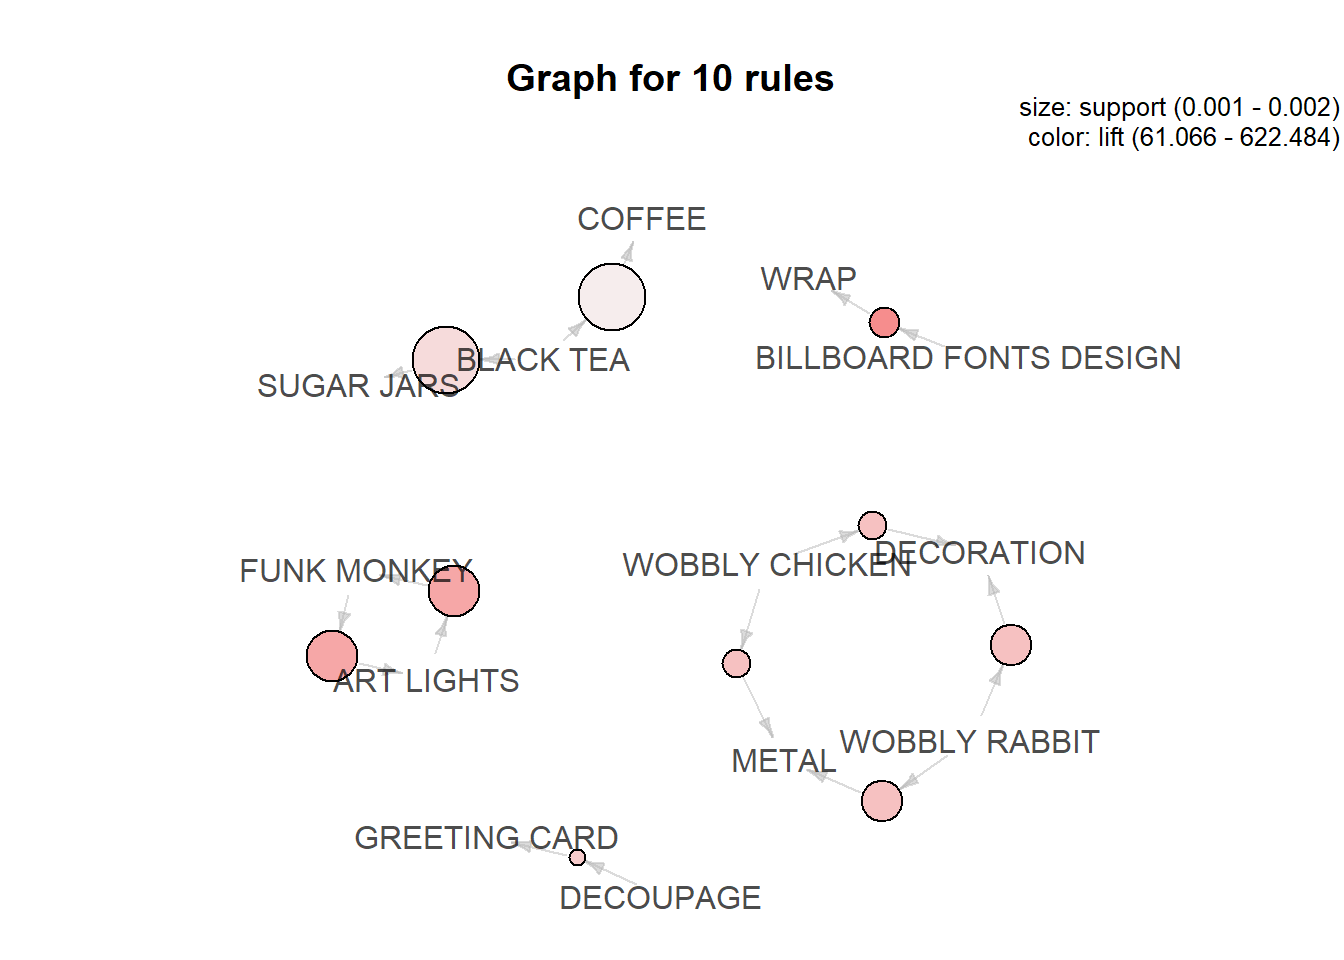 Graph for 10 rules
size: support (0.001 - 0.002)
color: lift (61.066 - 622.484)
COFFEE
WRAP
BILLBOARD FONTS DESIGN
BLACK TEA
SUGAR JARS
DECORATION
WOBBLY CHICKEN
FUNK MONKEY
ART LIGHTS
WOBBLY RABBIT
METAL
GREETING CARD
DECOUPAGE